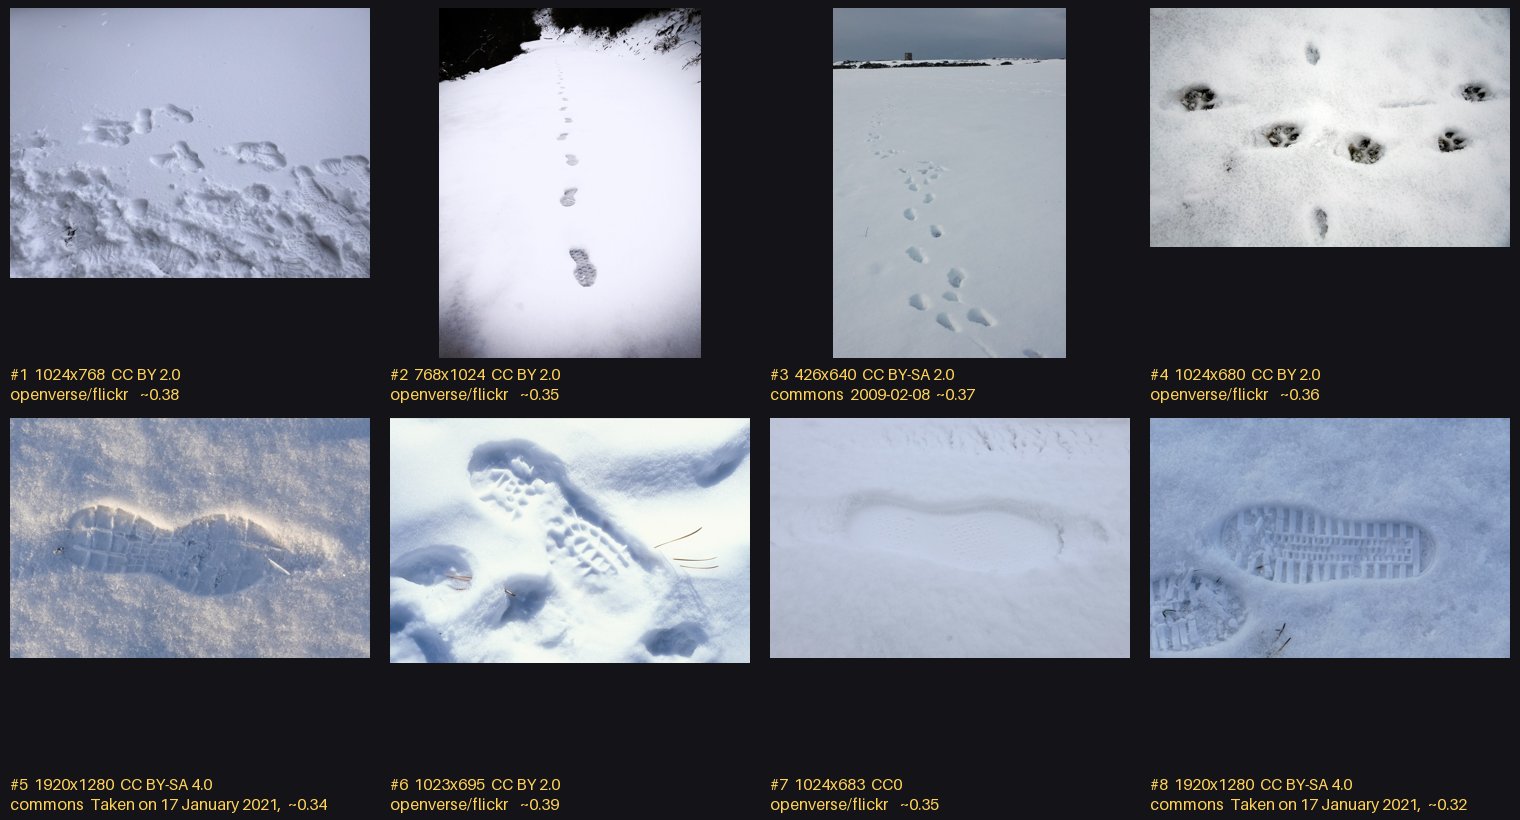 #1 1024x768 CC BY 2.0
openverse/flickr ~0.38
#2 768x1024 CC BY 2.0
openverse/flickr ~0.35
#3 426x640 CC BY-SA 2.0
commons 2009-02-08 ~0.37
#4 1024x680 CC BY 2.0
openverse/flickr ~0.36
#5 1920x1280 CC BY-SA 4.0
commons Taken on 17 January 2021, ~0.34
#6 1023x695 CC BY 2.0
openverse/flickr ~0.39
#7 1024x683 CC0
openverse/flickr ~0.35
#8 1920x1280 CC BY-SA 4.0
commons Taken on 17 January 2021, ~0.32